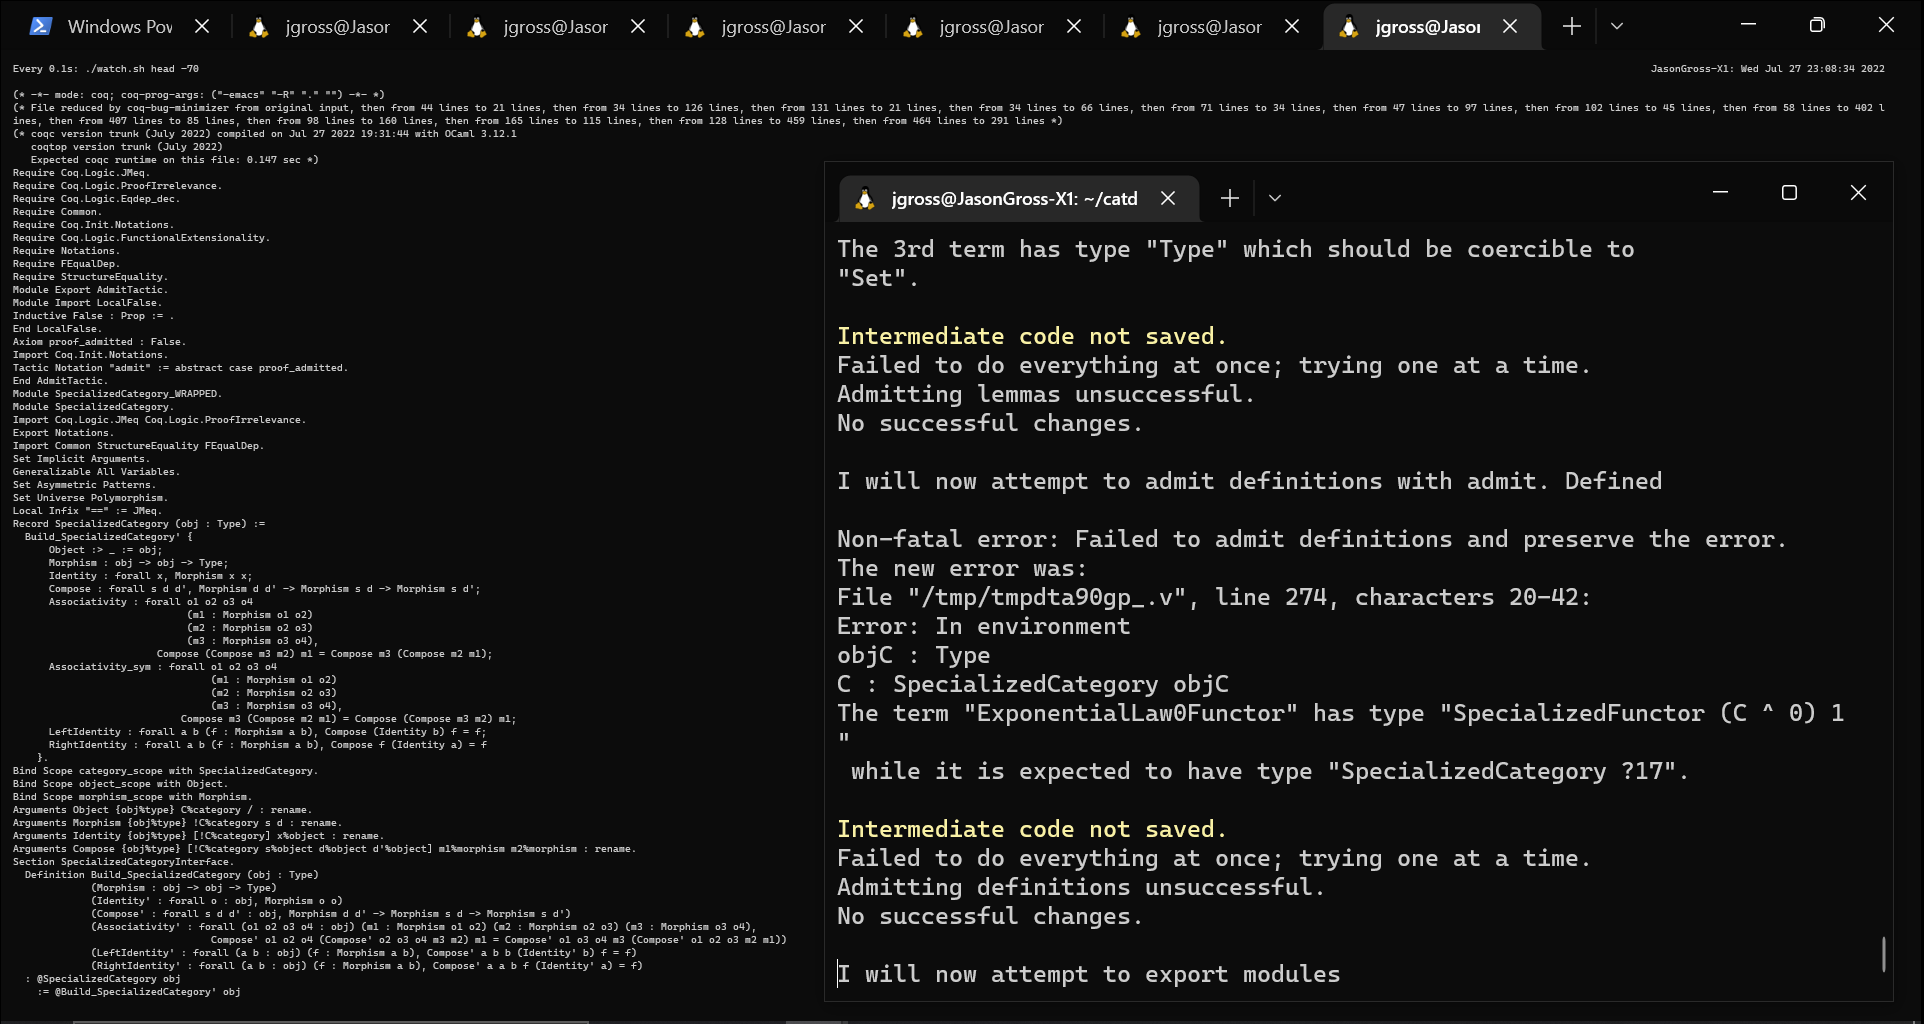 Windows Pov
jgross@Jasor
jgross@Jasor
jgross@Jasor
jgross@Jasor
jgross@Jasor
jgross@Jasor
Every 0.1s: ./watch.sh head -70
JasonGross-X1: Wed Jul 27 23:08:34 2022
(* -*- mode: coq; coq-prog-args: ("-emacs" "-R" "." "") -*- *)
(* File reduced by coq-bug-minimizer from original input, then from 44 lines to 21 lines, then from 34 lines to 126 lines, then from 131 lines to 21 lines, then from 34 lines to 66 lines, then from 71 lines to 34 lines, then from 47 lines to 97 lines, then from 102 lines to 45 lines, then from 58 lines to 402 l
ines, then from 407 lines to 85 lines, then from 98 lines to 160 lines, then from 165 lines to 115 lines, then from 128 lines to 459 lines, then from 464 lines to 291 lines *)
(* coqc version trunk (July 2022) compiled on Jul 27 2022 19:31:44 with OCaml 3.12.1
coqtop version trunk (July 2022)
Expected coqc runtime on this file: 0.147 sec *)
Require Coq.Logic.JMeq.
Require Coq.Logic.ProofIrrelevance.
Require Coq.Logic.Eqdep_dec.
Require Common.
Require Coq.Init.Notations.
Require Coq.Logic.FunctionalExtensionality.
Require Notations.
Require FEqualDep.
Require StructureEquality.
Module Export AdmitTactic.
Module Import LocalFalse.
Inductive False : Prop := .
End LocalFalse.
Axiom proof_admitted : False.
Import Coq.Init.Notations.
Tactic Notation "admit" := abstract case proof_admitted.
End AdmitTactic.
Module SpecializedCategory_WRAPPED.
Module SpecializedCategory.
Import Coq.Logic.JMeq Coq.Logic.ProofIrrelevance.
Export Notations.
Import Common StructureEquality FEqualDep.
Set Implicit Arguments.
Generalizable All Variables.
Set Asymmetric Patterns.
Set Universe Polymorphism.
Local Infix "==" := JMeq.
Record SpecializedCategory (obj : Type) :=
Build_SpecializedCategory' {
Object :> _ := obj;
Morphism : obj -> obj -> Type;
Identity : forall x, Morphism x x;
Compose : forall s d d', Morphism d d' -> Morphism s d -> Morphism s d';
Associativity : forall o1 o2 o3 o4
(m1 : Morphism o1 o2)
(m2 : Morphism o2 o3)
(m3 : Morphism o3 o4),
Compose (Compose m3 m2) m1 = Compose m3 (Compose m2 m1);
Associativity_sym : forall o1 o2 o3 o4
(m1 : Morphism o1 o2)
(m2 : Morphism o2 o3)
(m3 : Morphism o3 o4),
Compose m3 (Compose m2 m1) = Compose (Compose m3 m2) m1;
LeftIdentity : forall a b (f : Morphism a b), Compose (Identity b) f = f;
RightIdentity : forall a b (f : Morphism a b), Compose f (Identity a) = f
}.
Bind Scope category_scope with SpecializedCategory.
Bind Scope object_scope with Object.
Bind Scope morphism_scope with Morphism.
Arguments Object {obj%type} C%category / : rename.
Arguments Morphism {obj%type} !C%category s d : rename.
Arguments Identity {obj%type} [!C%category] x%object : rename.
Arguments Compose {obj%type} [!C%category s%object d%object d'%object] m1%morphism m2%morphism : rename.
Section SpecializedCategoryInterface.
Definition Build_SpecializedCategory (obj : Type)
(Morphism : obj -> obj -> Type)
(Identity' : forall o : obj, Morphism o o)
(Compose' : forall s d d' : obj, Morphism d d' -> Morphism s d -> Morphism s d')
(Associativity' : forall (o1 o2 o3 o4 : obj) (m1 : Morphism o1 o2) (m2 : Morphism o2 o3) (m3 : Morphism o3 o4),
Compose' o1 o2 o4 (Compose' o2 o3 o4 m3 m2) m1 = Compose' o1 o3 o4 m3 (Compose' o1 o2 o3 m2 m1))
(LeftIdentity' : forall (a b : obj) (f : Morphism a b), Compose' a b b (Identity' b) f = f)
(RightIdentity' : forall (a b : obj) (f : Morphism a b), Compose' a a b f (Identity' a) = f)
: @SpecializedCategory obj
:= @Build_SpecializedCategory' obj
jgross@JasonGross-X1: ~/catd
The 3rd term has type "Type" which should be coercible to
"Set".
Intermediate code not saved.
Failed to do everything at once; trying one at a time.
Admitting lemmas unsuccessful.
No successful changes.
I will now attempt to admit definitions with admit. Defined
Non-fatal error: Failed to admit definitions and preserve the error.
The new error was:
File "/tmp/tmpdta90gp_.v", line 274, characters 20-42:
Error: In environment
objC : Type
C : SpecializedCategory objC
The term "ExponentialLaw0Functor" has type "SpecializedFunctor (C ^ 0) 1
"
while it is expected to have type "SpecializedCategory ?17".
Intermediate code not saved.
Failed to do everything at once; trying one at a time.
Admitting definitions unsuccessful.
No successful changes.
I will now attempt to export modules